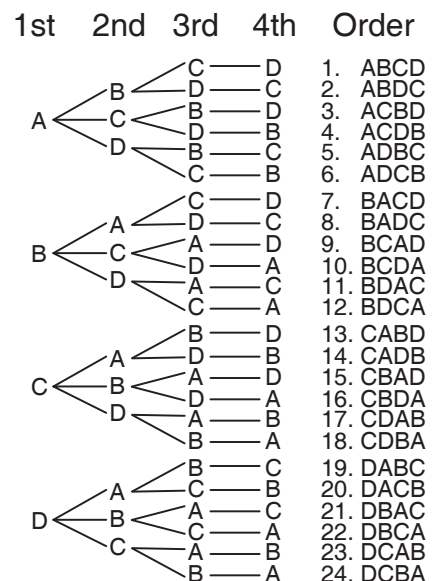 1st 2nd 3rd 4th Order
C D 1. ABCD
B D C 2. ABDC
B D 3. ACBD
A C D B 4. ACDB
D B C 5. ADBC
C B 6. ADCB
C D 7. BACD
A D C 8. BADC
A D 9. BCAD
B C D A 10. BCDA
D A C 11. BDAC
C A 12. BDCA
B D 13. CABD
A D B 14. CADB
A D 15. CBAD
C B D A 16. CBDA
D A B 17. CDAB
B A 18. CDBA
B C 19. DABC
A C B 20. DACB
A C 21. DBAC
D B C A 22. DBCA
C A B 23. DCAB
B A 24. DCBA